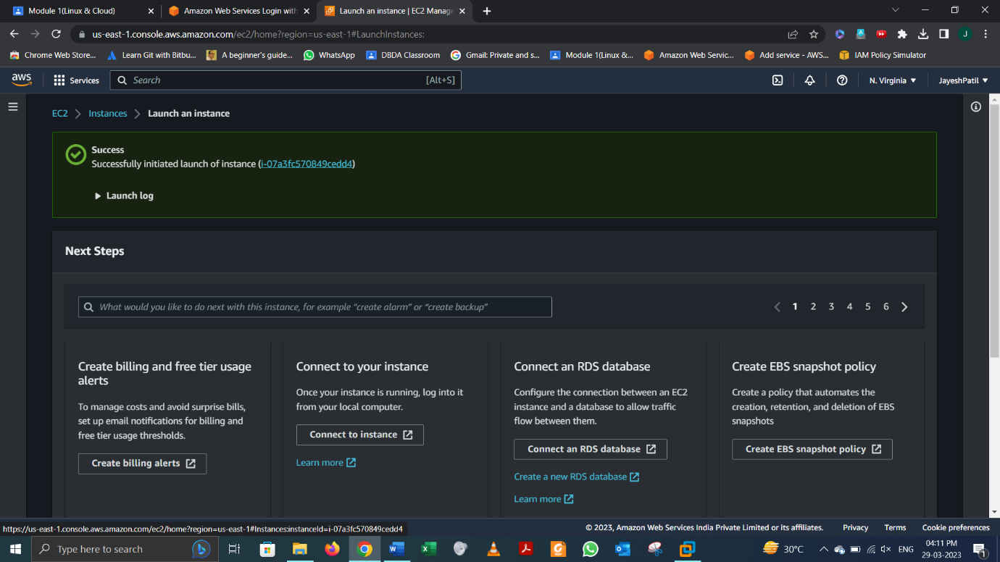 Module 1(Linux & Cloud)
Amazon Web Services Login with
Launch an instance | EC2 Manage
us-east-1.console.aws.amazon.com/ec2/home?region=us-east-1#LaunchInstances:
J
Chrome Web Store...
Learn Git with Bitbu...
A beginner's guide...
WhatsApp
DBDA Classroom
Gmail: Private and s...
Module 1(Linux &...
Amazon Web Servic...
Add service - AWS...
IAM Policy Simulator
aws
Services
Search
[Alt+S]
N. Virginia
JayeshPatil
EC2
Instances
Launch an instance
Success
Successfully initiated launch of instance (i-07a3fc570849cedd4)
Launch log
Next Steps
What would you like to do next with this instance, for example “create alarm” or “create backup”
1 2 3 4 5 6
Create billing and free tier usage
alerts
To manage costs and avoid surprise bills,
set up email notifications for billing and
free tier usage thresholds.
Create billing alerts
Connect to your instance
Once your instance is running, log into it
from your local computer.
Connect to instance
Learn more
Connect an RDS database
Configure the connection between an EC2
instance and a database to allow traffic
flow between them.
Connect an RDS database
Create a new RDS database
Learn more
Create EBS snapshot policy
Create a policy that automates the
creation, retention, and deletion of EBS
snapshots
Create EBS snapshot policy
https://us-east-1.console.aws.amazon.com/ec2/home?region=us-east-1#Instances:instanceId=i-07a3fc570849cedd4
© 2023, Amazon Web Services India Private Limited or its affiliates.
Privacy
Terms
Cookie preferences
Type here to search
30°C
ENG
04:11 PM
29-03-2023
1